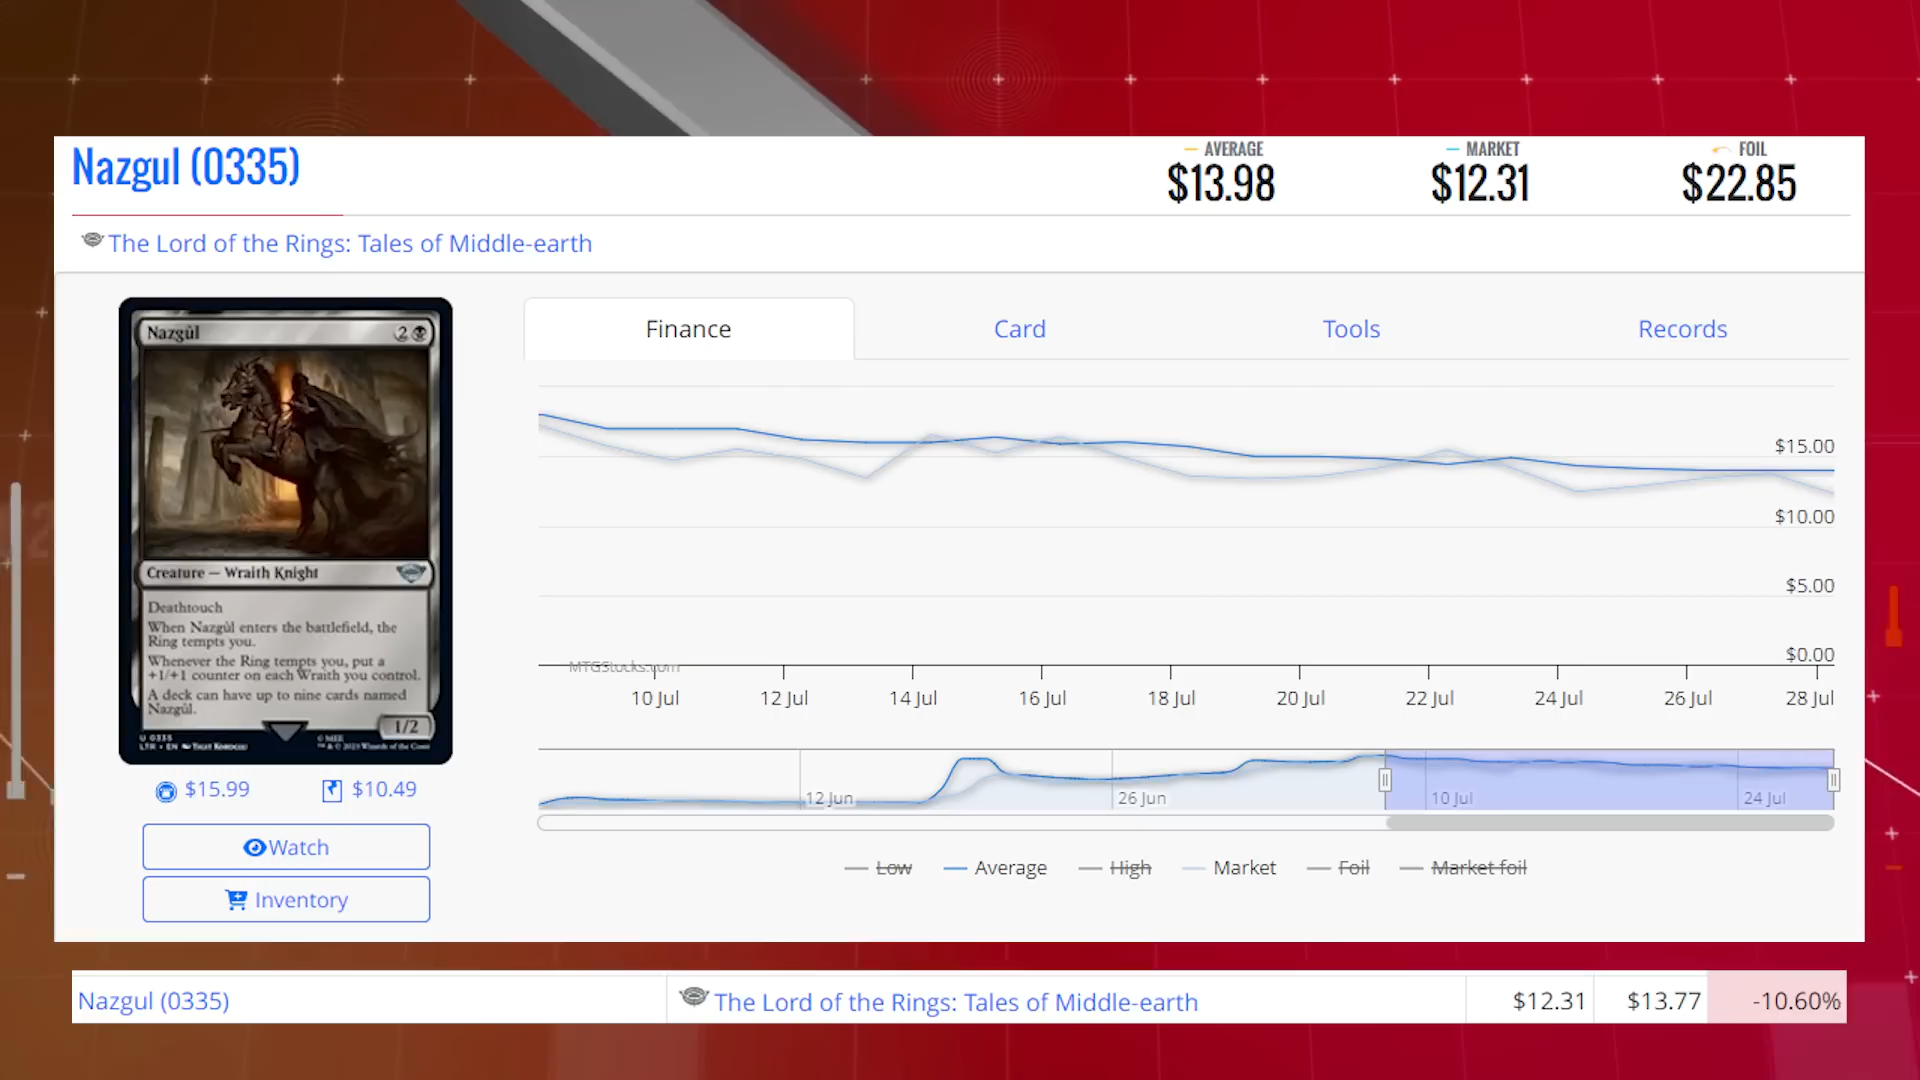 Nazgul (0335)
AVERAGE
$13.98
MARKET
$12.31
FOIL
$22.85
The Lord of the Rings: Tales of Middle-earth
Nazgûl 2
Creature — Wraith Knight
Deathtouch
When Nazgûl enters the battlefield, the
Ring tempts you.
Whenever the Ring tempts you, put a
+1/+1 counter on each Wraith you control.
A deck can have up to nine cards named
Nazgûl.
1/2
U 0335
LTR • EN
$15.99
$10.49
Watch
Inventory
Finance
Card
Tools
Records
$15.00
$10.00
$5.00
$0.00
MTGStocks.com
10 Jul
12 Jul
14 Jul
16 Jul
18 Jul
20 Jul
22 Jul
24 Jul
26 Jul
28 Jul
12 Jun
26 Jun
10 Jul
24 Jul
Low
Average
High
Market
Foil
Market foil
Nazgul (0335)
The Lord of the Rings: Tales of Middle-earth
$12.31
$13.77
-10.60%